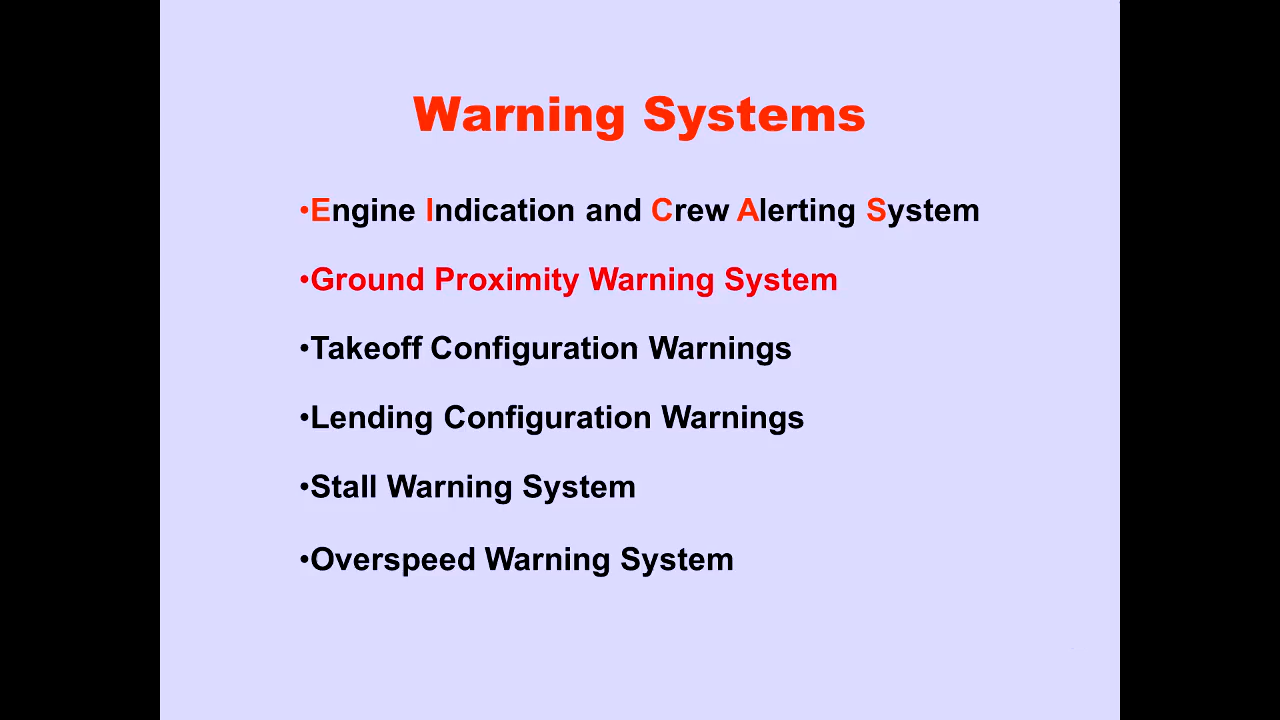 Warning Systems
•Engine Indication and Crew Alerting System
•Ground Proximity Warning System
•Takeoff Configuration Warnings
•Lending Configuration Warnings
•Stall Warning System
•Overspeed Warning System